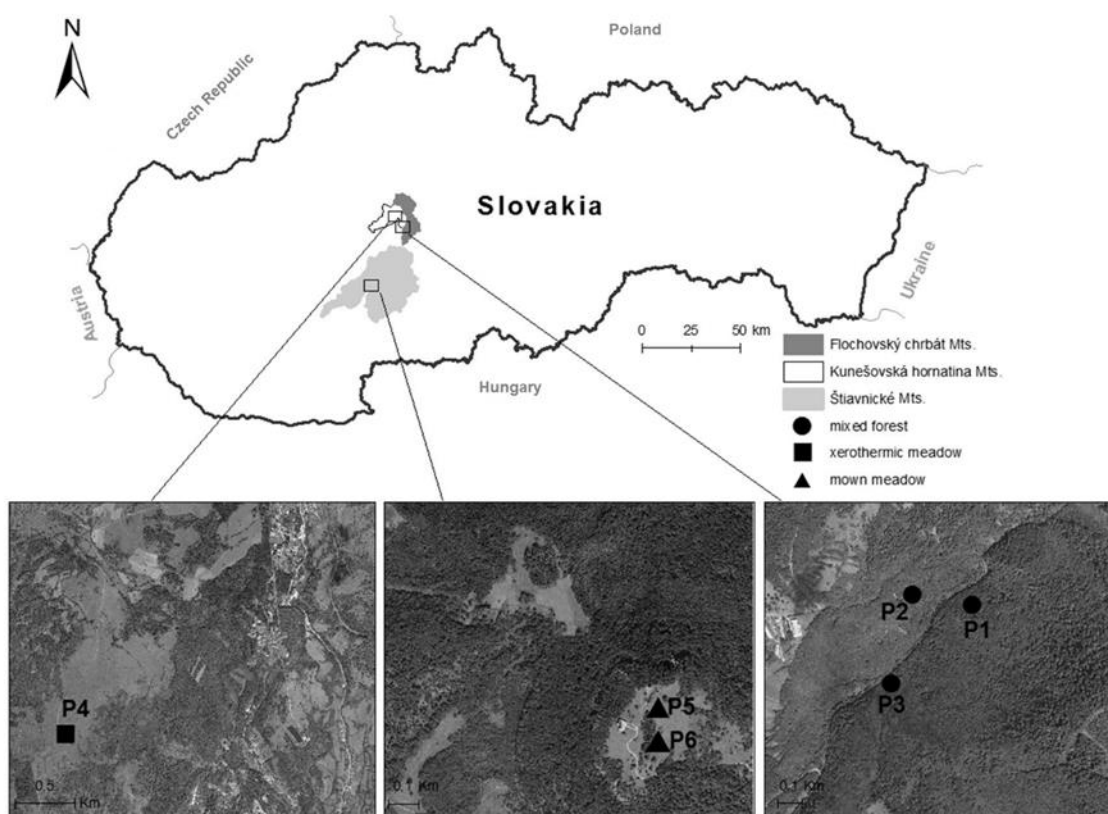 N
Poland
Czech Republic
Slovakia
Austria
Ukraine
Hungary
0 25 50 km
Flochovský chrbát Mts.
Kunešovská hornatina Mts.
Štiavnické Mts.
mixed forest
xerothermic meadow
mown meadow
P4
0.5
Km
P5
P6
0.1
P2
P1
P3
0.1